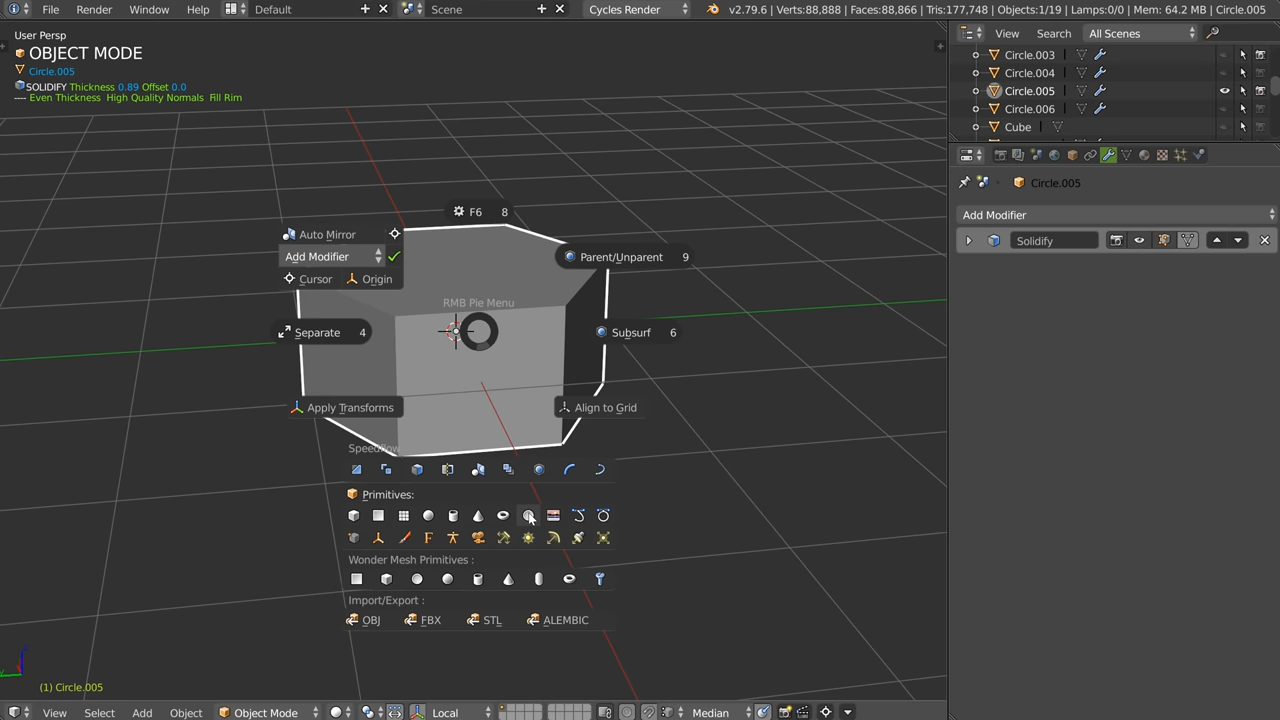 File Render Window Help Default Scene Cycles Render v2.79.6 | Verts:88,888 | Faces:88,866 | Tris:177,748 | Objects:1/19 | Lamps:0/0 | Mem: 64.2 MB | Circle.005
User Persp
OBJECT MODE
Circle.005
SOLIDIFY Thickness 0.89 Offset 0.0
---- Even Thickness High Quality Normals Fill Rim
View Search All Scenes
Circle.003
Circle.004
Circle.005
Circle.006
Cube
Circle.005
Add Modifier
Solidify
F6 8
Auto Mirror
Add Modifier
Cursor Origin
Parent/Unparent 9
RMB Pie Menu
Separate 4
Subsurf 6
Apply Transforms
Align to Grid
Speedflow
Primitives:
Wonder Mesh Primitives :
Import/Export :
OBJ FBX STL ALEMBIC
(1) Circle.005
View Select Add Object Object Mode Local Median